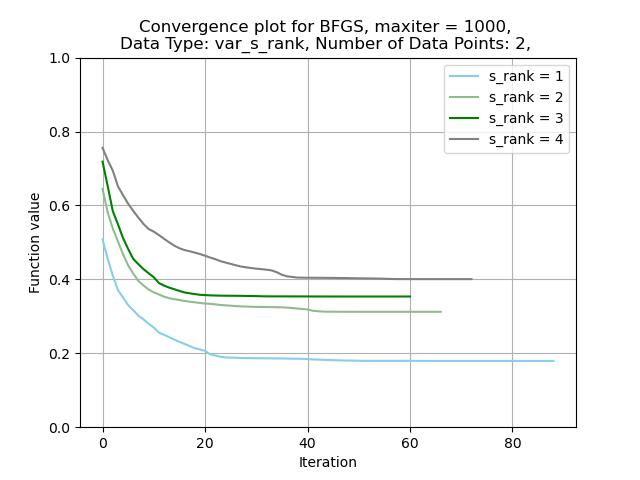 Convergence plot for BFGS, maxiter = 1000,
Data Type: var_s_rank, Number of Data Points: 2,
s_rank = 1
s_rank = 2
s_rank = 3
s_rank = 4
Function value
1.0
0.8
0.6
0.4
0.2
0.0
0 20 40 60 80
Iteration